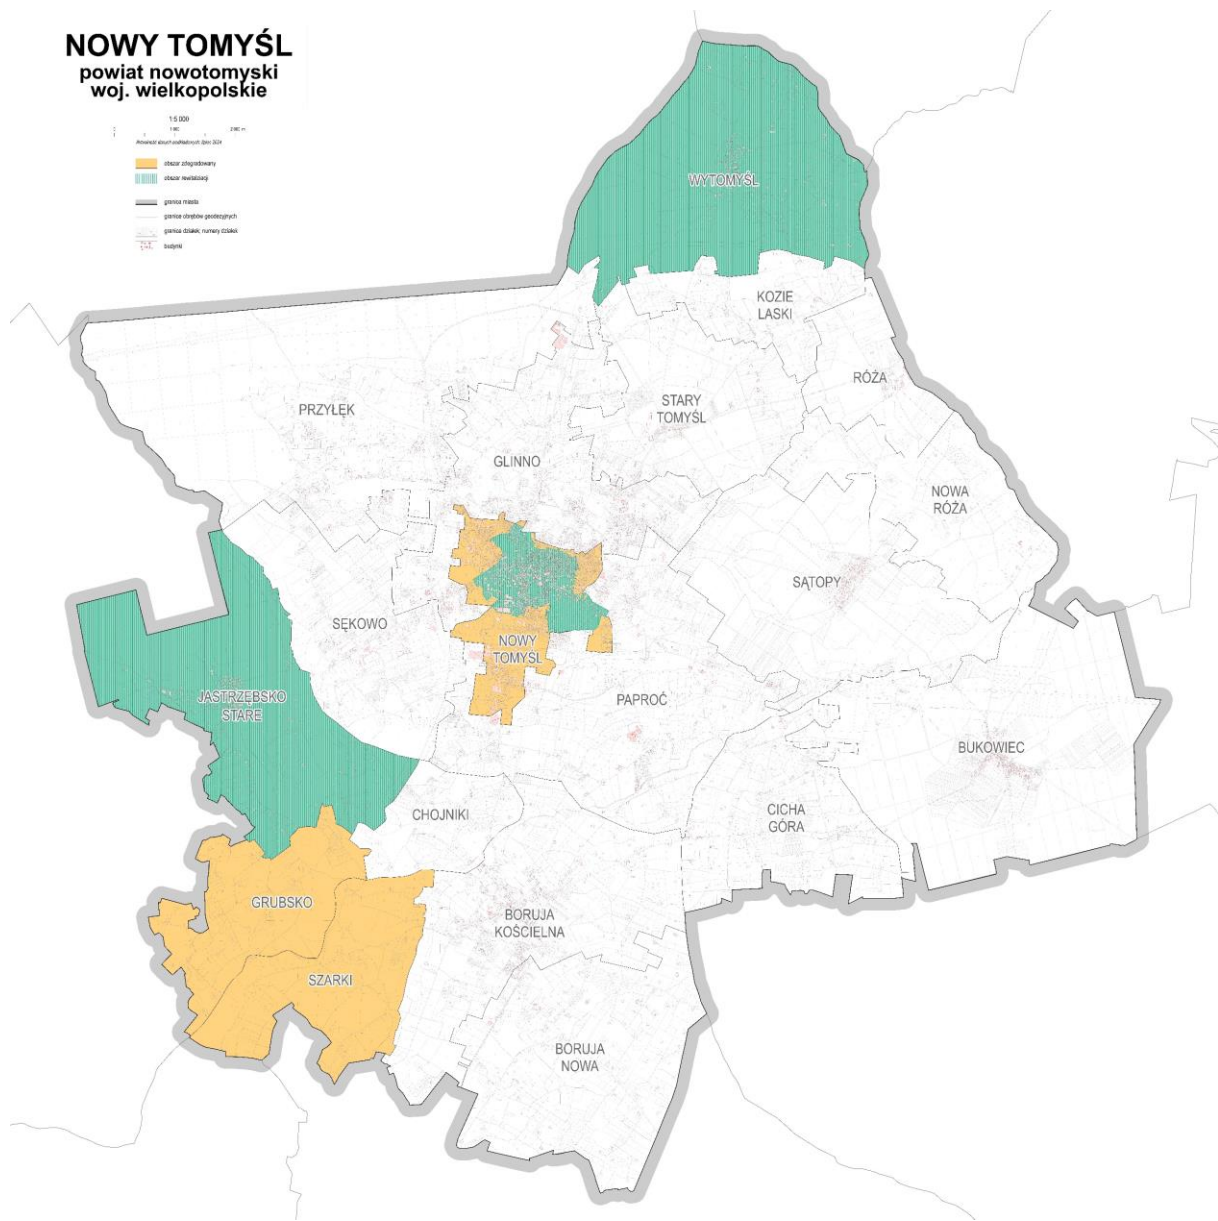 NOWY TOMYŚL
powiat nowotomyski
woj. wielkopolskie
1:5 000
obszar zdegradowany
obszar rewitalizacji
granica miasta
granice obrębów geodezyjnych
granice działek; numery działek
budynki
WYTOMYŚL
KOZIE
LASKI
RÓŻA
PRZYŁĘK
STARY
TOMYŚL
GLINNO
NOWA
RÓŻA
SĄTOPY
SĘKOWO
NOWY
TOMYŚL
JASTRZĘBSKO
STARE
PAPROĆ
BUKOWIEC
CHOJNIKI
CICHA
GÓRA
GRUBSKO
BORUJA
KOŚCIELNA
SZARKI
BORUJA
NOWA